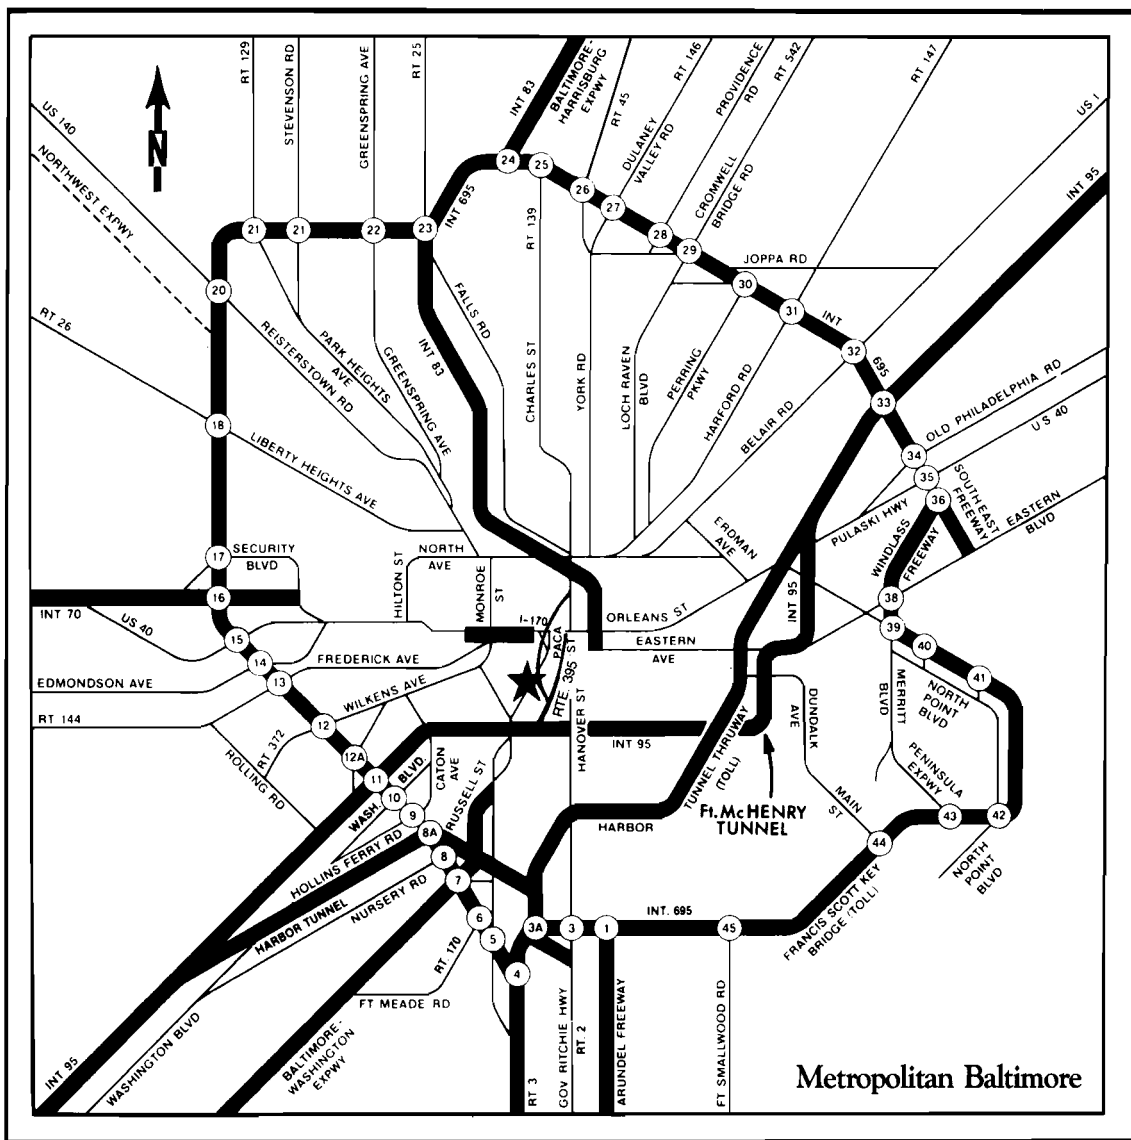 RT 129
STEVENSON RD
GREENSPRING AVE
RT 25
INT 83
BALTIMORE-
HARRISBURG
EXPWY
RT 45
DULANEY
VALLEY RD
RT 146
PROVIDENCE
RD
RT 542
CROMWELL
BRIDGE RD
RT 147
US 1
INT 95
US 140
NORTHWEST EXPWY
N
RT 26
24
25
26
27
28
29
30
31
32
33
34
35
36
21
21
22
23
20
18
17
16
15
14
13
12
12A
11
10
9
8A
8
7
6
5
4
3A
3
1
45
44
43
42
41
40
39
38
INT 695
RT 139
JOPPA RD
INT
695
FALLS RD
INT 83
CHARLES ST
YORK RD
LOCH RAVEN
BLVD
PERRING
PKWY
HARFORD RD
BELAIR RD
OLD PHILADELPHIA RD
US 40
REISTERSTOWN RD
PARK HEIGHTS
AVE
GREENSPRING AVE
LIBERTY HEIGHTS AVE
SOUTHEAST
FREEWAY
EASTERN
BLVD
PULASKI HWY
WINDLASS
FREEWAY
ERDMAN
AVE
SECURITY
BLVD
HILTON ST
NORTH
AVE
MONROE
ST
INT 70
US 40
I-170
PACA
ST
RTE. 395
ORLEANS ST
EASTERN
AVE
INT 95
FREDERICK AVE
EDMONDSON AVE
WILKENS AVE
RT 144
RT 372
ROLLING RD
HANOVER ST
INT 95
TUNNEL THRUWAY
(TOLL)
HARBOR
DUNDALK
AVE
MERRITT
BLVD
NORTH
POINT
BLVD
PENINSULA
EXPWY
MAIN
ST
Ft. McHENRY
TUNNEL
WASH. BLVD.
CATON
AVE
RUSSELL ST
HOLLINS FERRY RD
HARBOR TUNNEL
NURSERY RD
RT. 170
FT MEADE RD
INT. 695
FRANCIS SCOTT KEY
BRIDGE (TOLL)
NORTH
POINT
BLVD
INT 95
WASHINGTON BLVD
BALTIMORE-
WASHINGTON
EXPWY
RT 3
GOV RITCHIE HWY
RT. 2
ARUNDEL FREEWAY
FT SMALLWOOD RD
Metropolitan Baltimore